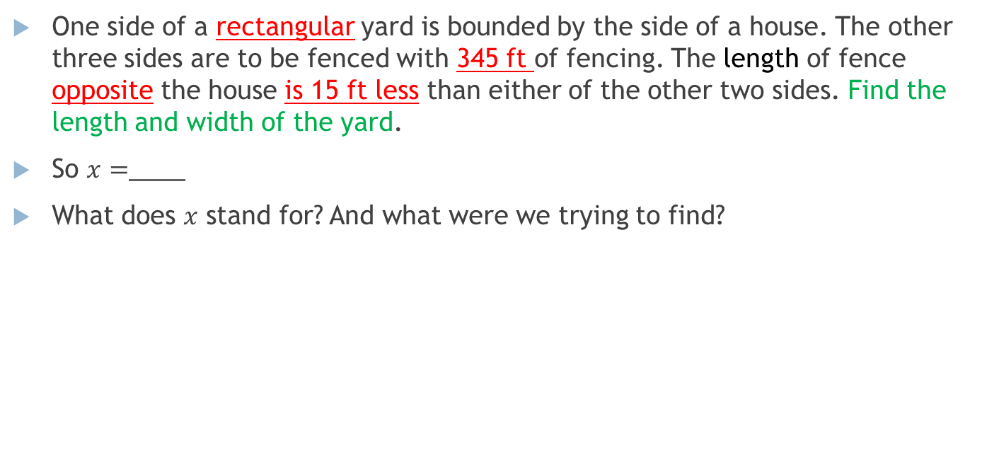 One side of a rectangular yard is bounded by the side of a house. The other
three sides are to be fenced with 345 ft of fencing. The length of fence
opposite the house is 15 ft less than either of the other two sides. Find the
length and width of the yard.
So x =____
What does x stand for? And what were we trying to find?